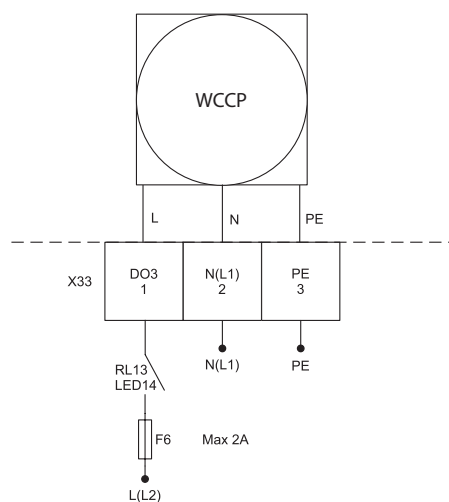 WCCP
L
N
PE
X33
DO3
1
N(L1)
2
PE
3
RL13
LED14
N(L1)
PE
F6
Max 2A
L(L2)